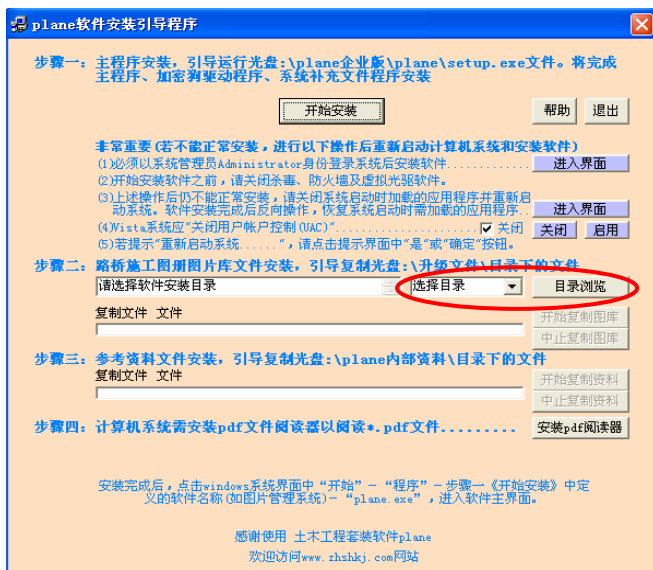 plane软件安装引导程序
步骤一：主程序安装，引导运行光盘:\plane企业版\plane\setup.exe文件。将完成
主程序、加密狗驱动程序、系统补充文件程序安装
开始安装 帮助 退出
非常重要(若不能正常安装，进行以下操作后重新启动计算机系统和安装软件)
(1)必须以系统管理员Administrator身份登录系统后安装软件............. 进入界面
(2)开始安装软件之前，请关闭杀毒、防火墙及虚拟光驱软件。
(3)上述操作后仍不能正常安装，请关闭系统启动时加载的应用程序并重新启
动系统。软件安装完成后反向操作，恢复系统启动时需加载的应用程序.. 进入界面
(4)Vista系统应“关闭用户帐户控制(UAC)”...................... 关闭 关闭 启用
(5)若提示“重新启动系统......“，请点击提示界面中“是”或“确定”按钮。
步骤二：路桥施工图册图片库文件安装，引导复制光盘:\升级文件\目录下的文件
请选择软件安装目录 选择目录 目录浏览
复制文件 文件 开始复制图库
中止复制图库
步骤三：参考资料文件安装，引导复制光盘:\plane内部资料\目录下的文件
复制文件 文件 开始复制资料
中止复制资料
步骤四：计算机系统需安装pdf文件阅读器以阅读*.pdf文件......... 安装pdf阅读器
安装完成后，点击windows系统界面中“开始”-“程序”-步骤一《开始安装》中定
义的软件名称(如图片管理系统)-“plane.exe”，进入软件主界面。
感谢使用 土木工程套装软件plane
欢迎访问www.zhshkj.com网站